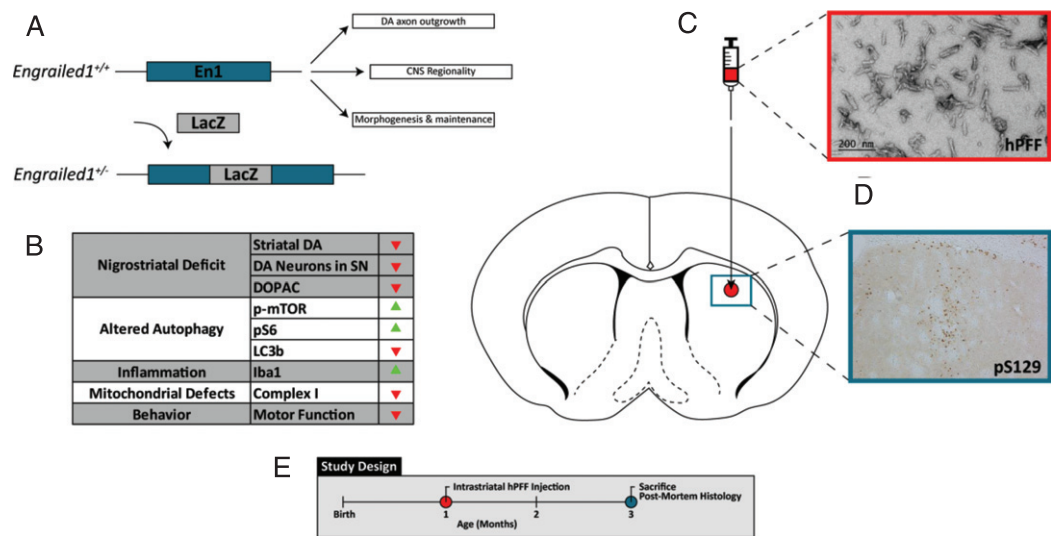 A
Engrailed1+/+
En1
DA axon outgrowth
CNS Regionality
Morphogenesis & maintenance
LacZ
Engrailed1+/-
LacZ
B
Nigrostriatal Deficit
Striatal DA
DA Neurons in SN
DOPAC
Altered Autophagy
p-mTOR
pS6
LC3b
Inflammation
Iba1
Mitochondrial Defects
Complex I
Behavior
Motor Function
C
200 nm
hPFF
D
pS129
E
Study Design
Intrastriatal hPFF Injection
Sacrifice
Post-Mortem Histology
Birth
1
2
3
Age (Months)